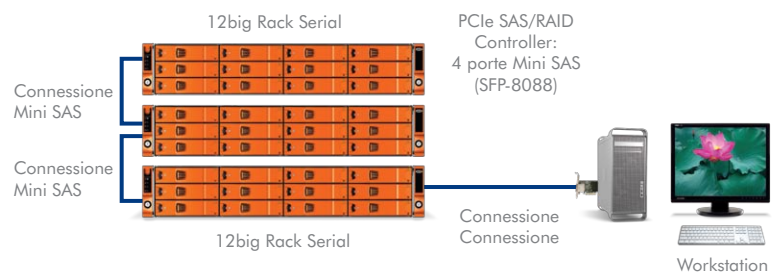 12big Rack Serial
PCIe SAS/RAID
Controller:
4 porte Mini SAS
(SFP-8088)
Connessione
Mini SAS
Connessione
Mini SAS
12big Rack Serial
Connessione
Connessione
Workstation